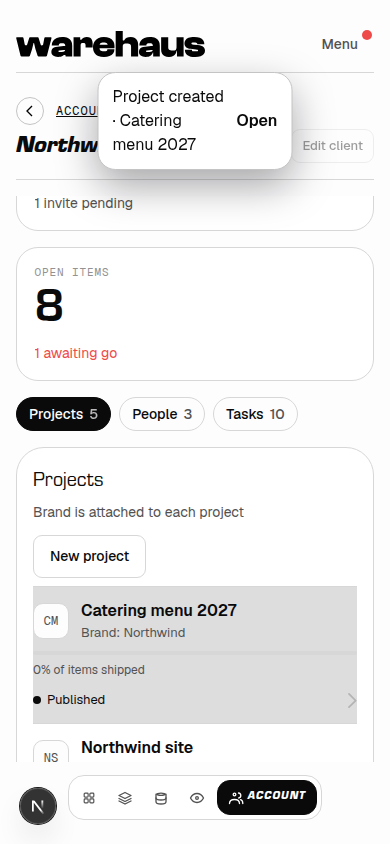 warehaus
Menu
Project created
· Catering
menu 2027
Open
ACCOU
Northw
Edit client
1 invite pending
OPEN ITEMS
8
1 awaiting go
Projects 5
People 3
Tasks 10
Projects
Brand is attached to each project
New project
CM
Catering menu 2027
Brand: Northwind
0% of items shipped
Published
NS
Northwind site
N
ACCOUNT